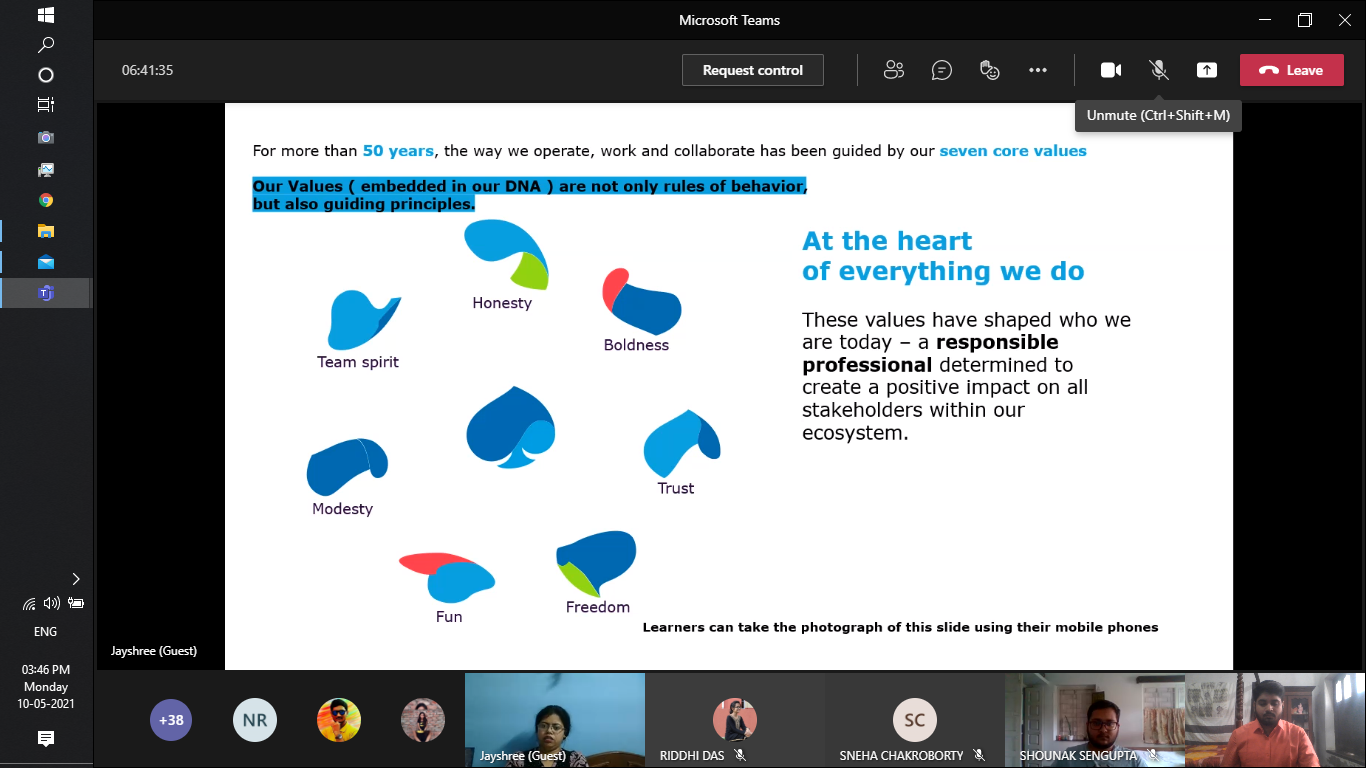 Microsoft Teams
06:41:35
Request control
Leave
Unmute (Ctrl+Shift+M)
For more than 50 years, the way we operate, work and collaborate has been guided by our seven core values
Our Values ( embedded in our DNA ) are not only rules of behavior,
but also guiding principles.
Honesty
Boldness
Team spirit
Trust
Modesty
Freedom
Fun
At the heart
of everything we do
These values have shaped who we
are today – a responsible
professional determined to
create a positive impact on all
stakeholders within our
ecosystem.
Learners can take the photograph of this slide using their mobile phones
Jayshree (Guest)
+38
NR
Jayshree (Guest)
RIDDHI DAS
SC
SNEHA CHAKROBORTY
SHOUNAK SENGUPTA
T
ENG
03:46 PM
Monday
10-05-2021